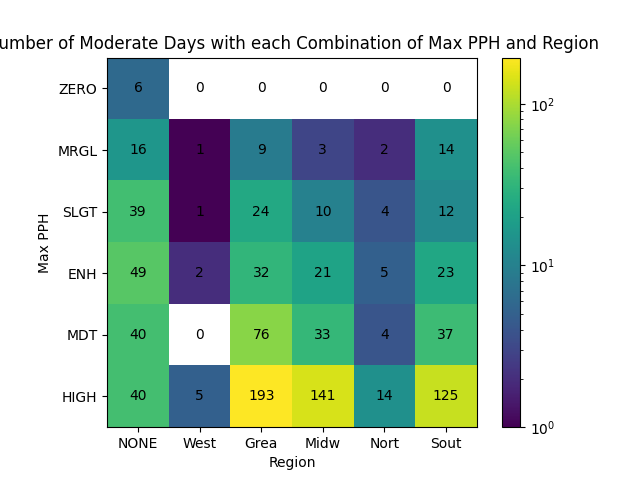 umber of Moderate Days with each Combination of Max PPH and Region
ZERO 6 0 0 0 0 0
MRGL 16 1 9 3 2 14
SLGT 39 1 24 10 4 12
ENH 49 2 32 21 5 23
MDT 40 0 76 33 4 37
HIGH 40 5 193 141 14 125
NONE West Grea Midw Nort Sout
Region
Max PPH
10²
10¹
10⁰